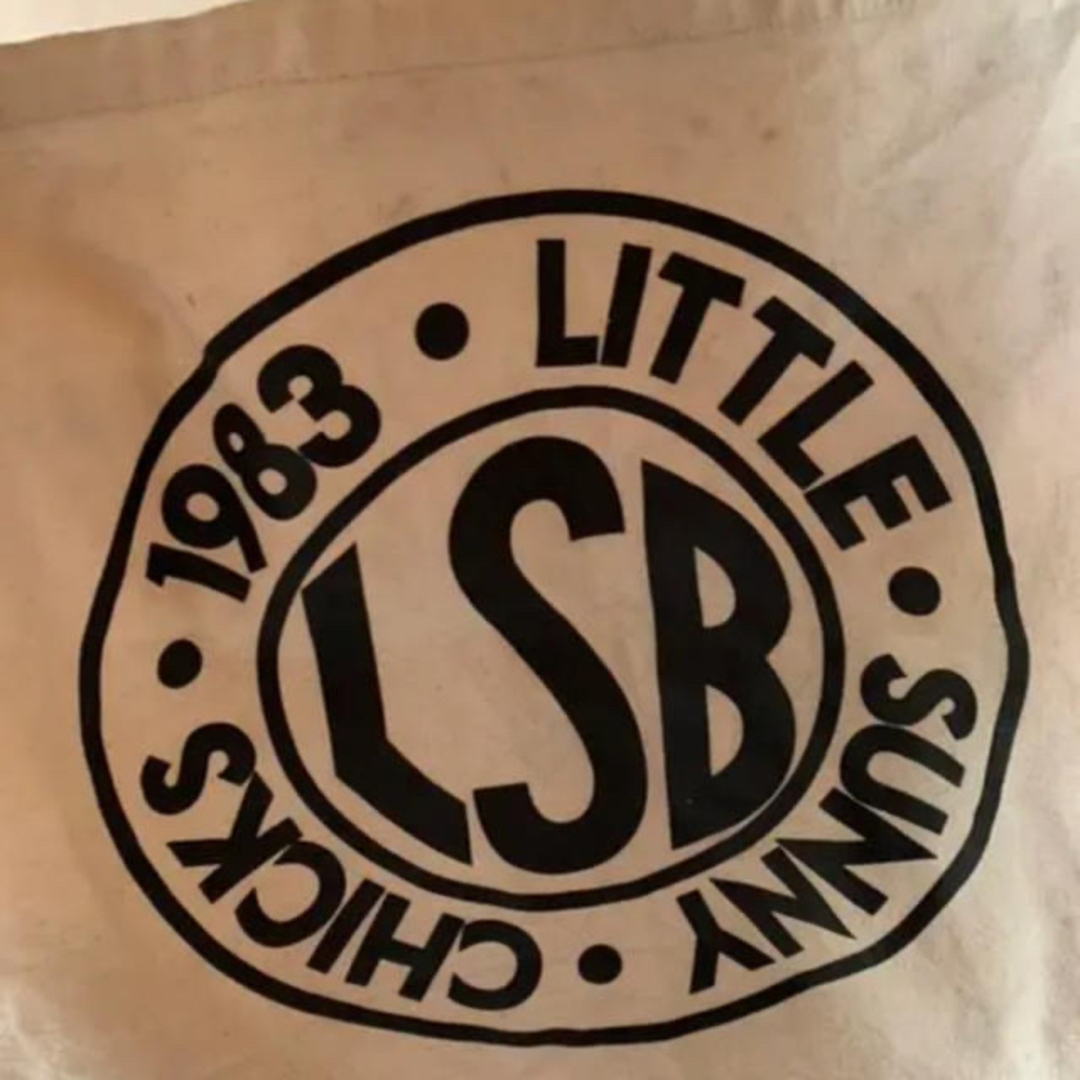 LITTLE • SUNNY • CHICKS • 1983 •
LSB